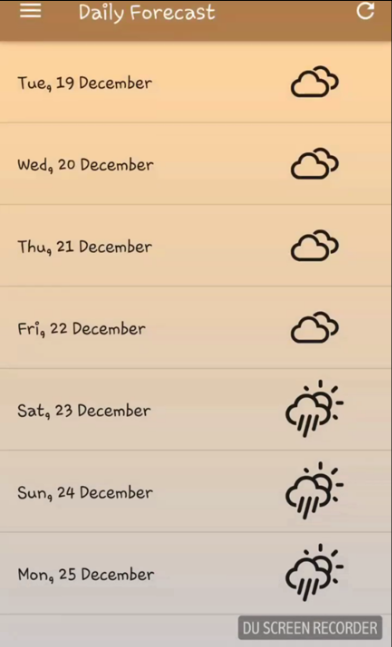 Daily Forecast
Tue, 19 December
Wed, 20 December
Thu, 21 December
Fri, 22 December
Sat, 23 December
Sun, 24 December
Mon, 25 December
DU SCREEN RECORDER